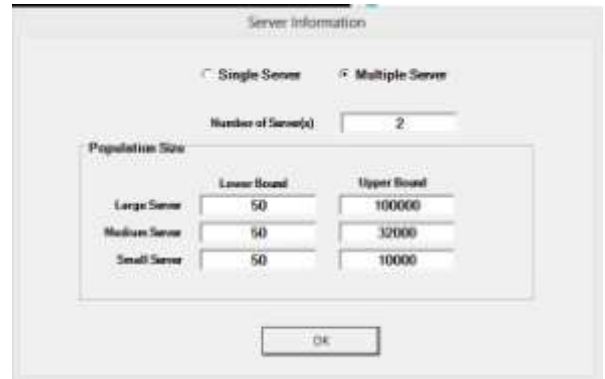 Server Information
Single Server Multiple Server
Number of Server(s) 2
Population Size
Lower Bound Upper Bound
Large Server 50 100000
Medium Server 50 32000
Small Server 50 10000
OK